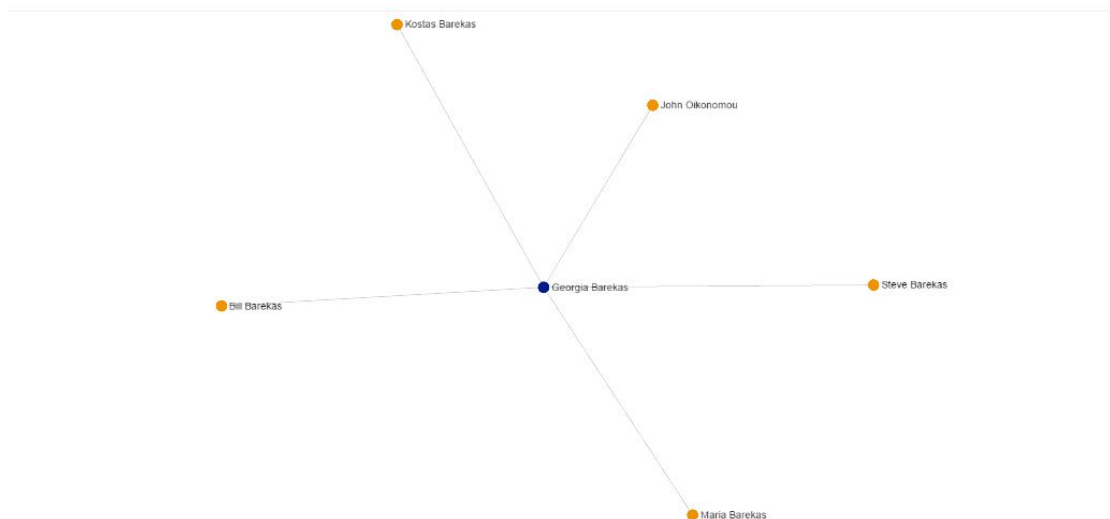 Kostas Barekas
John Oikonomou
Steve Barekas
Georgia Barekas
Bill Barekas
Maria Barekas